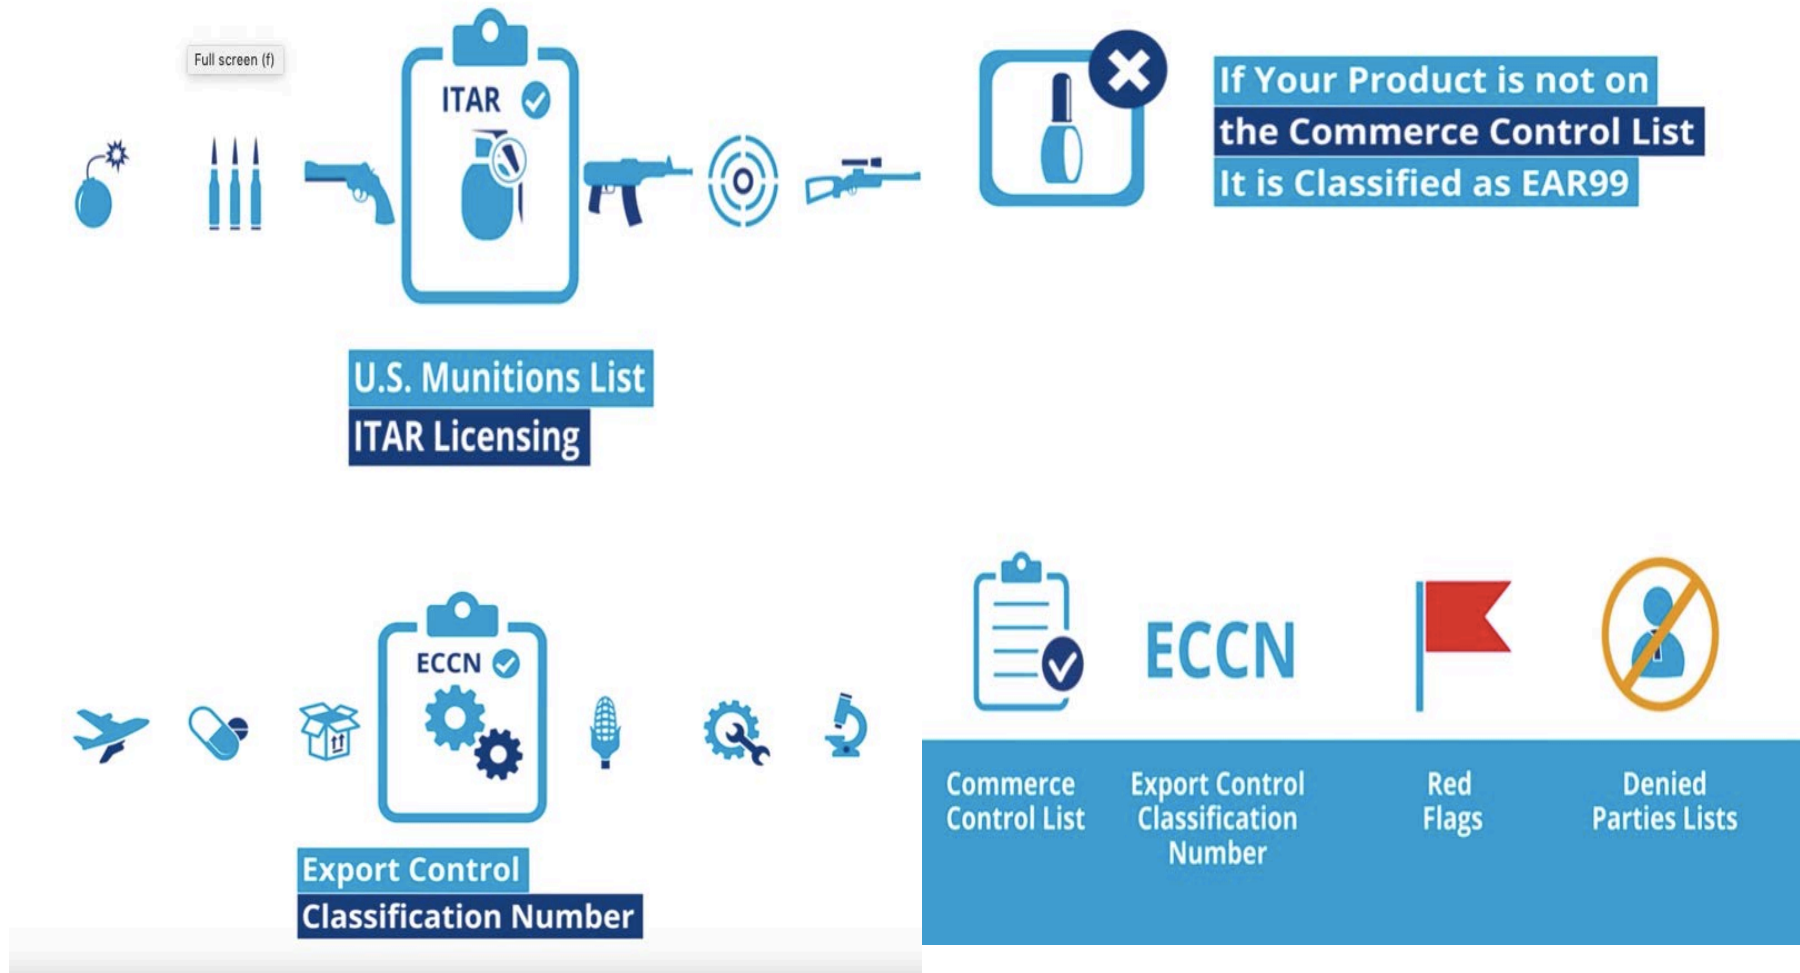 Full screen (f)
ITAR
U.S. Munitions List
ITAR Licensing
If Your Product is not on
the Commerce Control List
It is Classified as EAR99
ECCN
Export Control
Classification Number
ECCN
Commerce
Control List
Export Control
Classification
Number
Red
Flags
Denied
Parties Lists